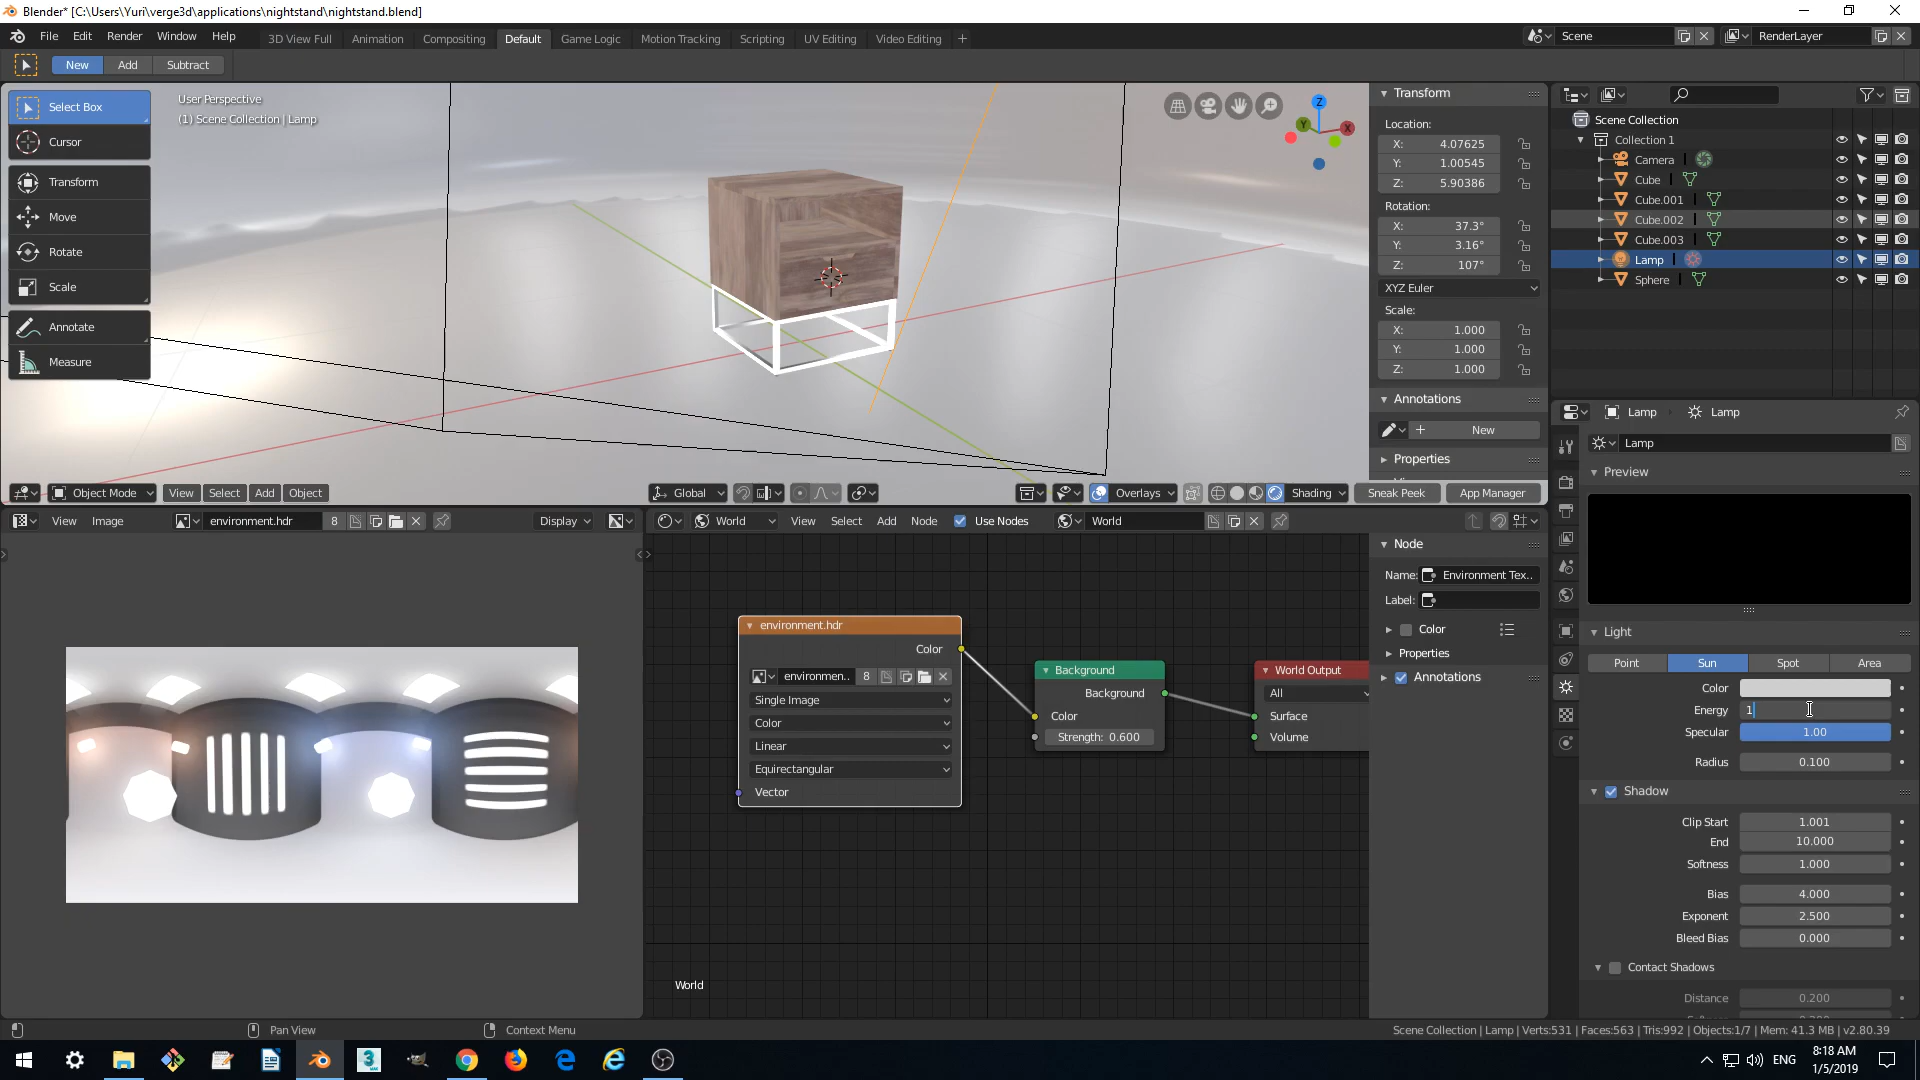 Blender* [C:\Users\Yuri\verge3d\applications\nightstand\nightstand.blend]
File Edit Render Window Help 3D View Full Animation Compositing Default Game Logic Motion Tracking Scripting UV Editing Video Editing Scene RenderLayer
New Add Subtract
Select Box
Cursor
Transform
Move
Rotate
Scale
Annotate
Measure
User Perspective
(1) Scene Collection | Lamp
Z
Y
X
Transform
Location:
X: 4.07625
Y: 1.00545
Z: 5.90386
Rotation:
X: 37.3°
Y: 3.16°
Z: 107°
XYZ Euler
Scale:
X: 1.000
Y: 1.000
Z: 1.000
Annotations
New
Properties
Object Mode View Select Add Object Global Overlays Shading Sneak Peek App Manager
Scene Collection
Collection 1
Camera
Cube
Cube.001
Cube.002
Cube.003
Lamp
Sphere
Lamp Lamp
Lamp
Preview
Light
Point Sun Spot Area
Color
Energy 1
Specular 1.00
Radius 0.100
Shadow
Clip Start 1.001
End 10.000
Softness 1.000
Bias 4.000
Exponent 2.500
Bleed Bias 0.000
Contact Shadows
Distance 0.200
View Image environment.hdr 8 Display
World View Select Add Node Use Nodes World
environment.hdr
Color
environmen.. 8
Single Image
Color
Linear
Equirectangular
Vector
Background
Background
Color
Strength: 0.600
World Output
All
Surface
Volume
World
Node
Name: Environment Tex..
Label:
Color
Properties
Annotations
Pan View Context Menu Scene Collection | Lamp | Verts:531 | Faces:563 | Tris:992 | Objects:1/7 | Mem: 41.3 MB | v2.80.39
3
ENG
8:18 AM
1/5/2019